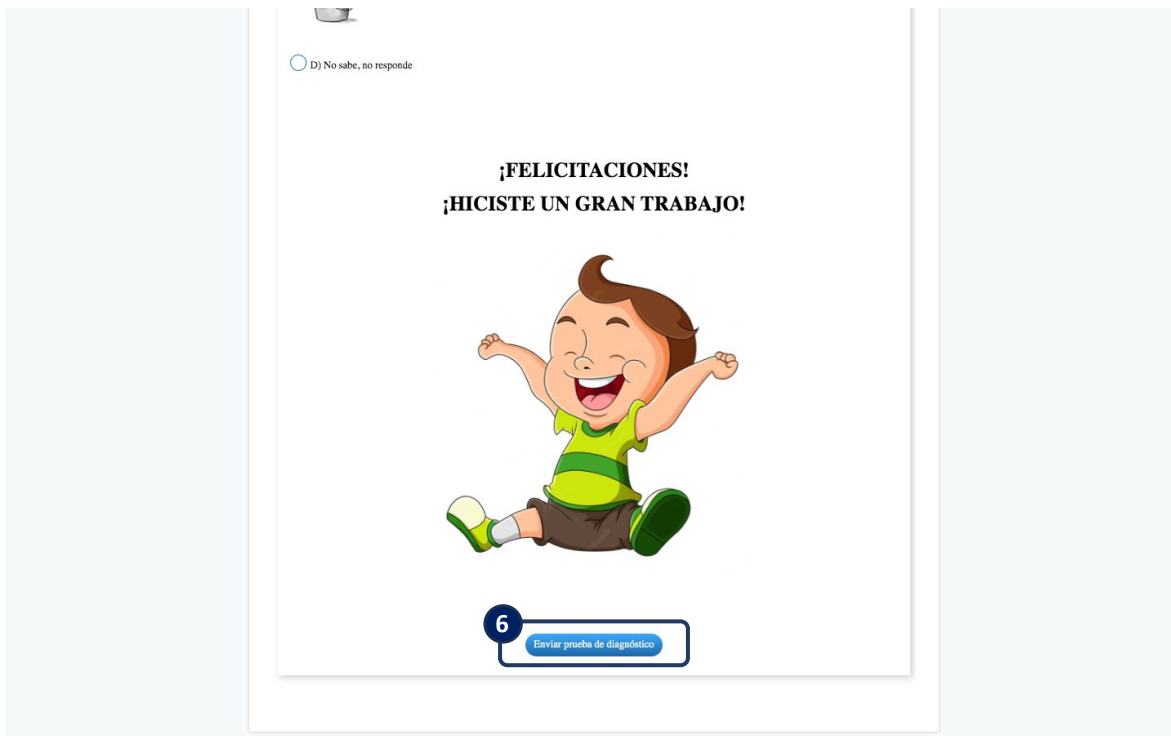 D) No sabe, no responde
¡FELICITACIONES!
¡HICISTE UN GRAN TRABAJO!
6
Enviar prueba de diagnóstico